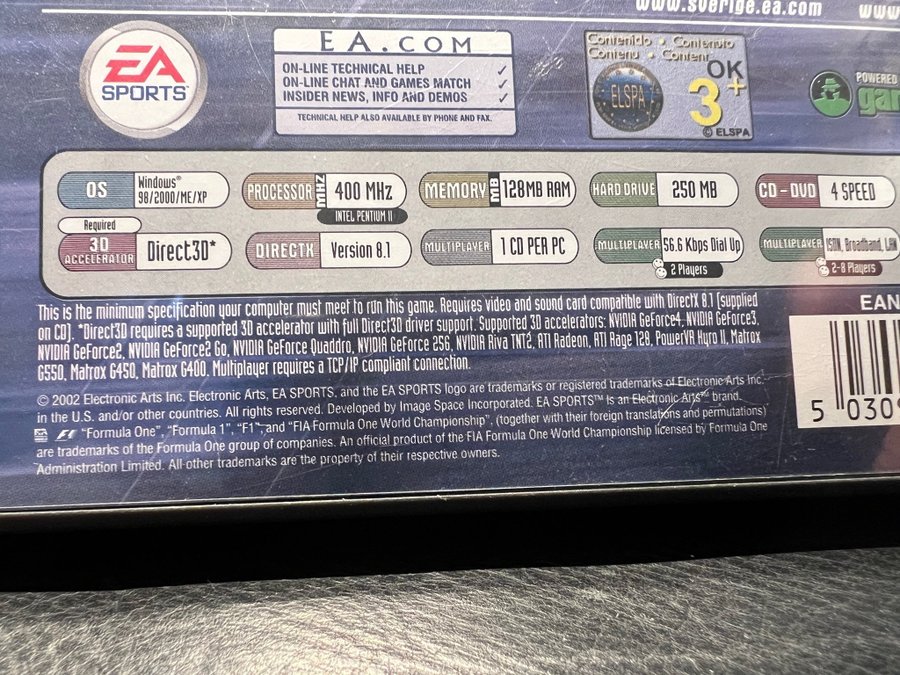 www.sverige.ea.com www
EA SPORTS
EA.COM
ON-LINE TECHNICAL HELP ✓
ON-LINE CHAT AND GAMES MATCH ✓
INSIDER NEWS, INFO AND DEMOS ✓
TECHNICAL HELP ALSO AVAILABLE BY PHONE AND FAX.
Contenido • Contenuto
Contenu • Content
ELSPA
OK
3+
© ELSPA
POWERED
gam
OS Windows® 98/2000/ME/XP
PROCESSOR MHZ 400 MHz
INTEL PENTIUM II
MEMORY MB 128MB RAM
HARD DRIVE 250 MB
CD - DVD 4 SPEED
Required
3D ACCELERATOR Direct3D*
DIRECTX Version 8.1
MULTIPLAYER 1 CD PER PC
MULTIPLAYER 56.6 Kbps Dial Up
2 Players
MULTIPLAYER ISDN, Broadband, LAN
2-8 Players
This is the minimum specification your computer must meet to run this game. Requires video and sound card compatible with DirectX 8.1 (supplied
on CD). *Direct3D requires a supported 3D accelerator with full Direct3D driver support. Supported 3D accelerators: NVIDIA GeForce4, NVIDIA GeForce3,
NVIDIA GeForce2, NVIDIA GeForce2 Go, NVIDIA GeForce Quaddro, NVIDIA GeForce 256, NVIDIA Riva TNT2, ATI Radeon, ATI Rage 128, PowerVR Kyro II, Matrox
G550, Matrox G450, Matrox G400. Multiplayer requires a TCP/IP compliant connection.
© 2002 Electronic Arts Inc. Electronic Arts, EA SPORTS, and the EA SPORTS logo are trademarks or registered trademarks of Electronic Arts Inc.
in the U.S. and/or other countries. All rights reserved. Developed by Image Space Incorporated. EA SPORTS™ is an Electronic Arts™ brand.
F1 "Formula One", "Formula 1", "F1" and "FIA Formula One World Championship", (together with their foreign translations and permutations)
are trademarks of the Formula One group of companies. An official product of the FIA Formula One World Championship licensed by Formula One
Administration Limited. All other trademarks are the property of their respective owners.
EAN
5 0309